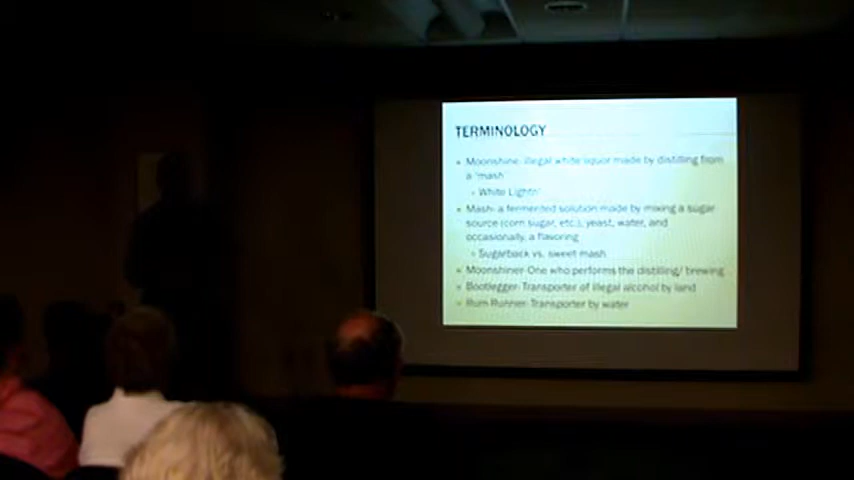 TERMINOLOGY
Moonshine- illegal white liquor made by distilling from
a "mash"
White Lightn'
Mash- a fermented solution made by mixing a sugar
source (corn sugar, etc.), yeast, water, and
occasionally, a flavoring
Sugarback vs. sweet mash
Moonshiner-One who performs the distilling/ brewing
Bootlegger- Transporter of illegal alcohol by land
Rum Runner- Transporter by water